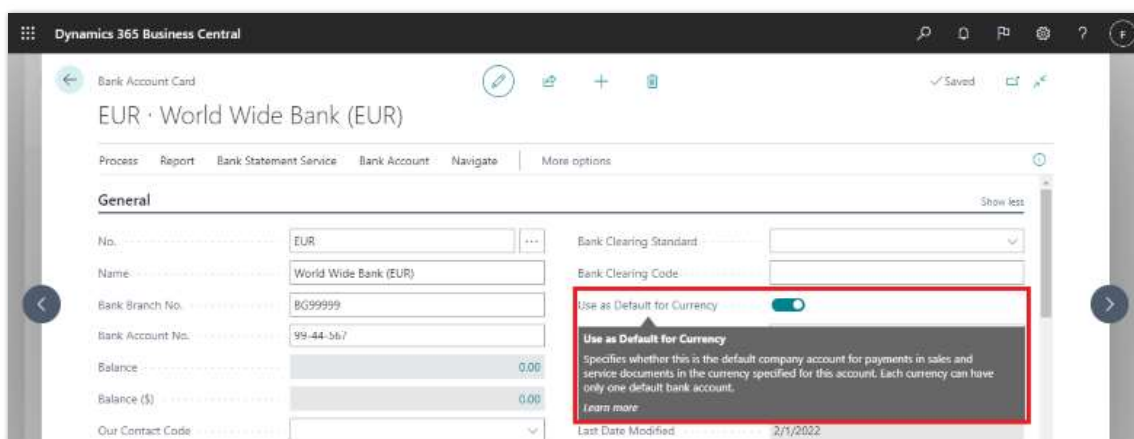 Dynamics 365 Business Central
?
F
Bank Account Card
✓ Saved
EUR · World Wide Bank (EUR)
Process Report Bank Statement Service Bank Account Navigate | More options
General
Show less
No. EUR ...
Name World Wide Bank (EUR)
Bank Branch No. BG99999
Bank Account No. 99-44-567
Balance 0.00
Balance ($) 0.00
Our Contact Code
Bank Clearing Standard
Bank Clearing Code
Use as Default for Currency
Use as Default for Currency
Specifies whether this is the default company account for payments in sales and
service documents in the currency specified for this account. Each currency can have
only one default bank account.
Learn more
Last Date Modified 2/1/2022